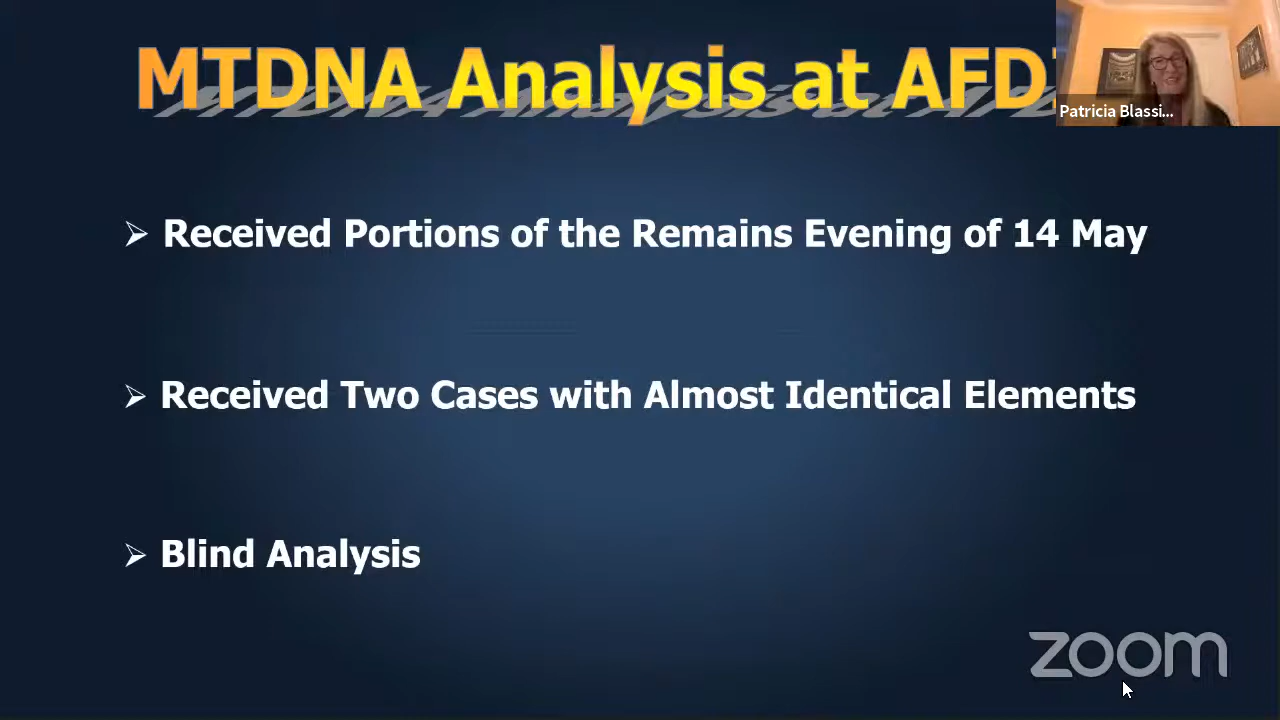 MTDNA Analysis at AFD
Patricia Blassi...
Received Portions of the Remains Evening of 14 May
Received Two Cases with Almost Identical Elements
Blind Analysis
zoom